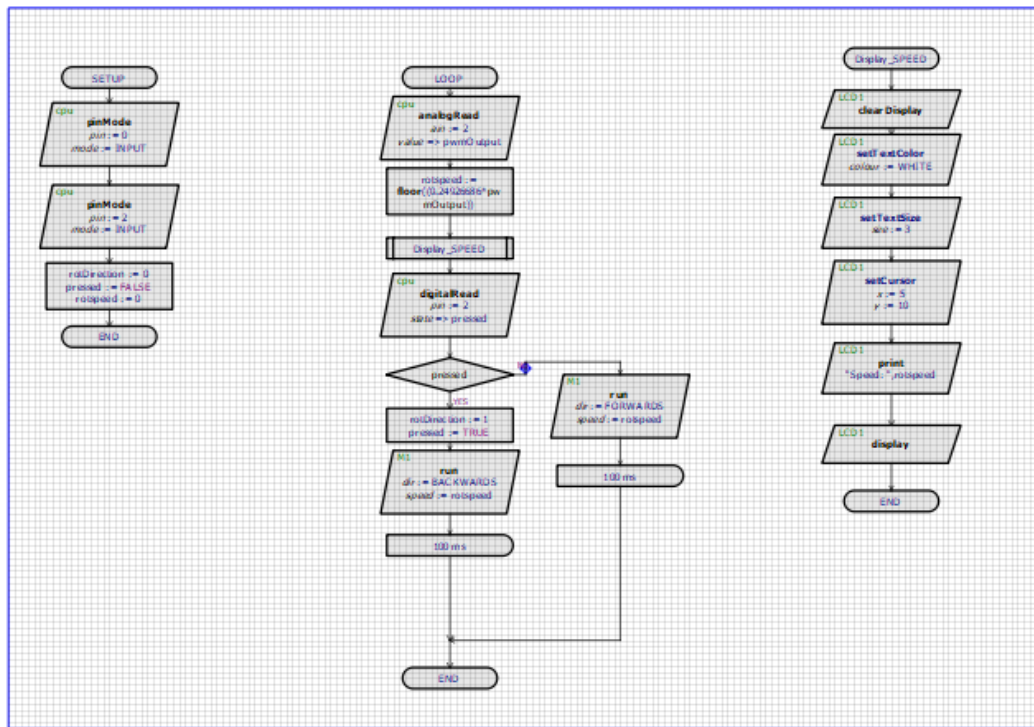 SETUP
cpu
pinMode
pin := 0
mode := INPUT
cpu
pinMode
pin := 2
mode := INPUT
rotDirection := 0
pressed := FALSE
rotspeed := 0
END
LOOP
cpu
analogRead
ain := 2
value => pwmOutput
rotspeed :=
floor((0.24926686*pw
mOutput))
Display_SPEED
cpu
digitalRead
pin := 2
state => pressed
pressed
YES
rotDirection := 1
pressed := TRUE
M1
run
dir := BACKWARDS
speed := rotspeed
100 ms
M1
run
dir := FORWARDS
speed := rotspeed
100 ms
END
Display_SPEED
LCD1
clearDisplay
LCD1
setTextColor
colour := WHITE
LCD1
setTextSize
size := 3
LCD1
setCursor
x := 5
y := 10
LCD1
print
"Speed: ",rotspeed
LCD1
display
END